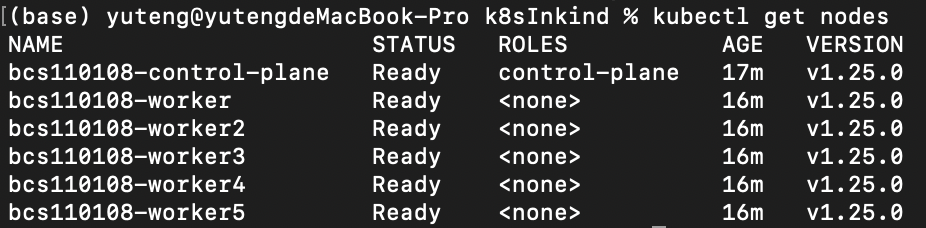 (base) yuteng@yutengdeMacBook-Pro k8sInkind % kubectl get nodes
NAME STATUS ROLES AGE VERSION
bcs110108-control-plane Ready control-plane 17m v1.25.0
bcs110108-worker Ready <none> 16m v1.25.0
bcs110108-worker2 Ready <none> 16m v1.25.0
bcs110108-worker3 Ready <none> 16m v1.25.0
bcs110108-worker4 Ready <none> 16m v1.25.0
bcs110108-worker5 Ready <none> 16m v1.25.0